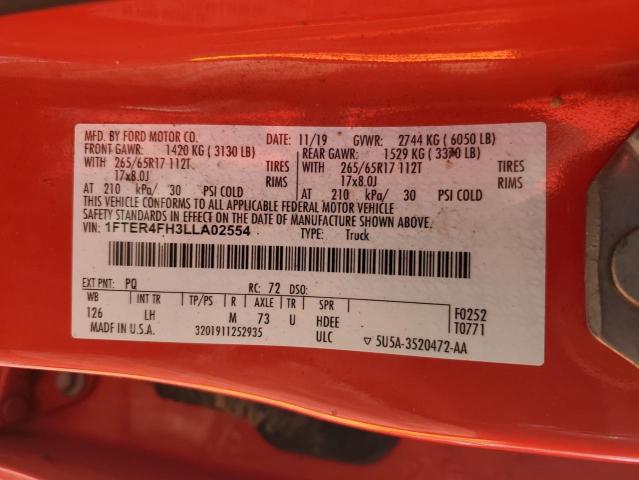 MFD. BY FORD MOTOR CO.
DATE: 11/19 GVWR: 2744 KG ( 6050 LB)
FRONT GAWR: 1420 KG ( 3130 LB) REAR GAWR: 1529 KG ( 3370 LB)
WITH 265/65R17 112T TIRES WITH 265/65R17 112T TIRES
17x8.0J RIMS 17x8.0J RIMS
AT 210 kPa/ 30 PSI COLD AT 210 kPa/ 30 PSI COLD
THIS VEHICLE CONFORMS TO ALL APPLICABLE FEDERAL MOTOR VEHICLE
SAFETY STANDARDS IN EFFECT ON THE DATE OF MANUFACTURE SHOWN ABOVE.
VIN: 1FTER4FH3LLA02554 TYPE: Truck
EXT PNT: PQ RC: 72 DSO:
WB INT TR TP/PS R AXLE TR SPR
126 LH M 73 U HDEE
F0252
T0771
MADE IN U.S.A. 3201911252935 ULC ▽ 5U5A-3520472-AA